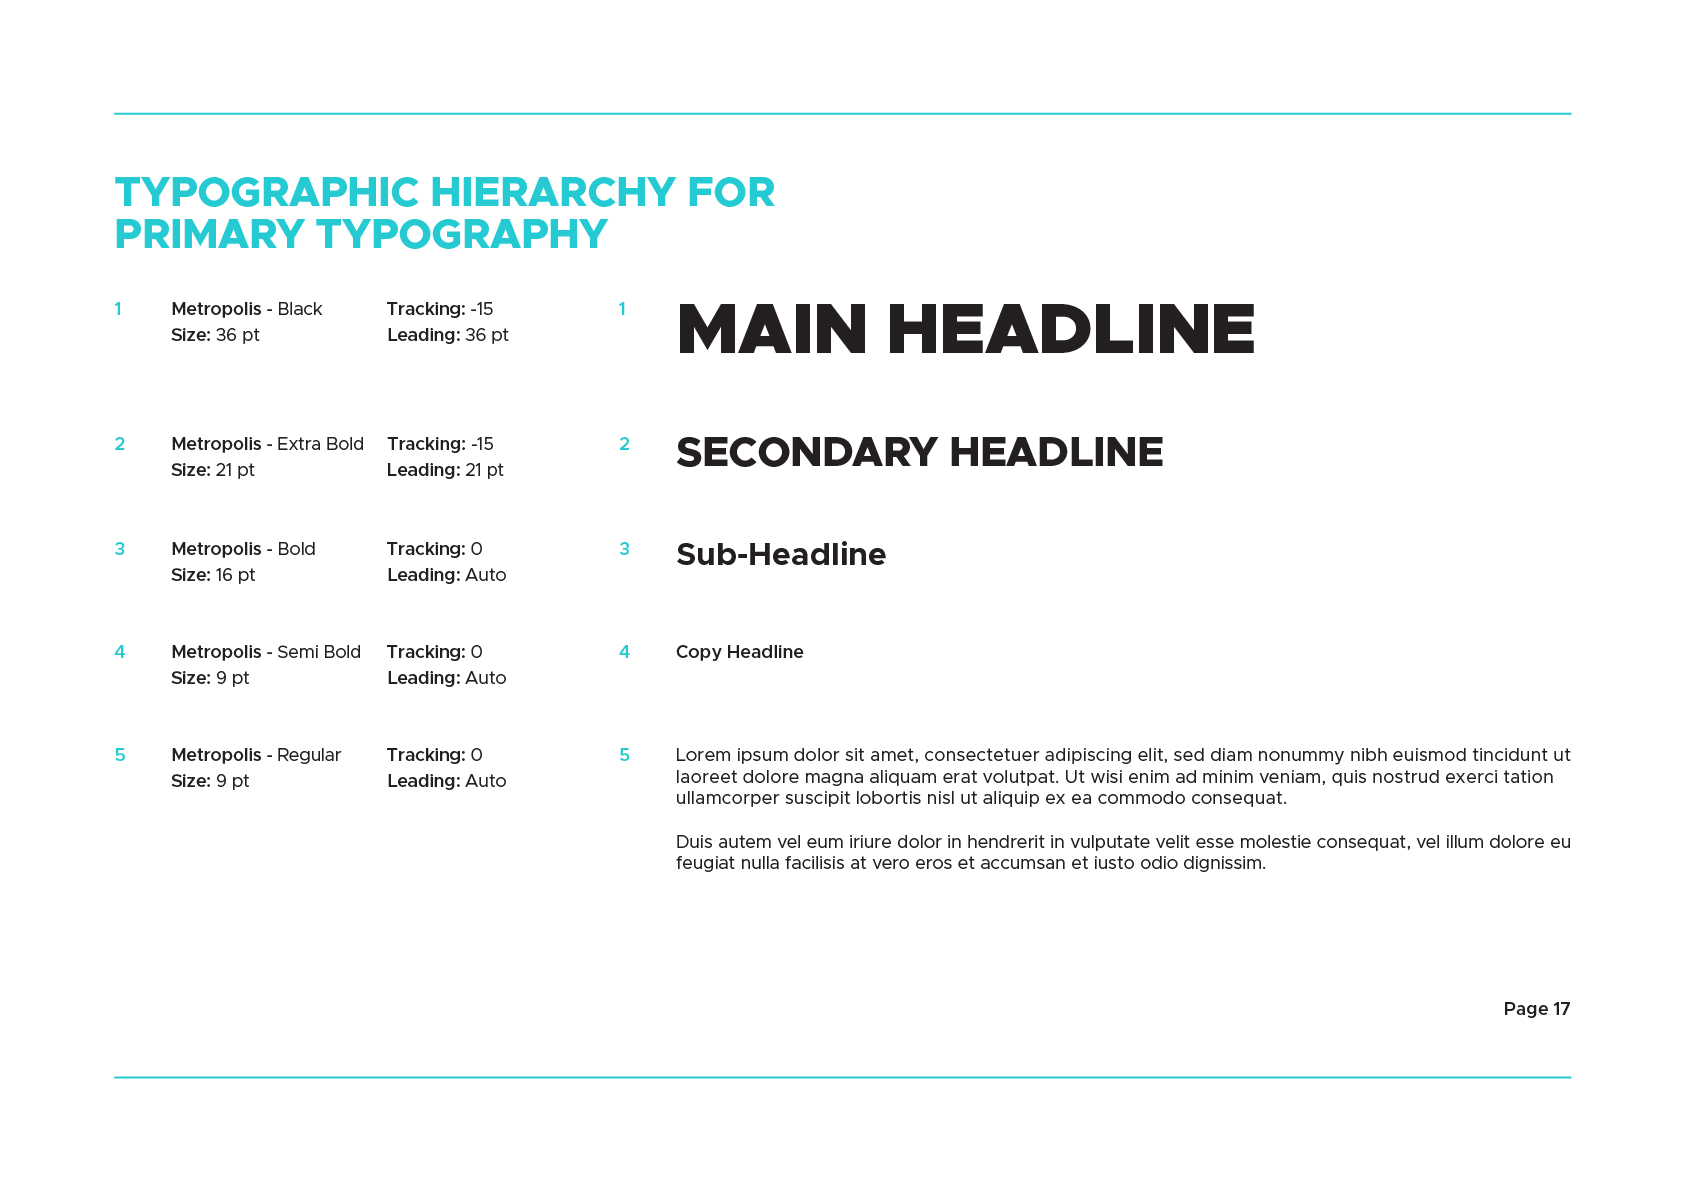 TYPOGRAPHIC HIERARCHY FOR
PRIMARY TYPOGRAPHY
1
Metropolis - Black
Size: 36 pt
Tracking: -15
Leading: 36 pt
1
MAIN HEADLINE
2
Metropolis - Extra Bold
Size: 21 pt
Tracking: -15
Leading: 21 pt
2
SECONDARY HEADLINE
3
Metropolis - Bold
Size: 16 pt
Tracking: 0
Leading: Auto
3
Sub-Headline
4
Metropolis - Semi Bold
Size: 9 pt
Tracking: 0
Leading: Auto
4
Copy Headline
5
Metropolis - Regular
Size: 9 pt
Tracking: 0
Leading: Auto
5
Lorem ipsum dolor sit amet, consectetuer adipiscing elit, sed diam nonummy nibh euismod tincidunt ut
laoreet dolore magna aliquam erat volutpat. Ut wisi enim ad minim veniam, quis nostrud exerci tation
ullamcorper suscipit lobortis nisl ut aliquip ex ea commodo consequat.
Duis autem vel eum iriure dolor in hendrerit in vulputate velit esse molestie consequat, vel illum dolore eu
feugiat nulla facilisis at vero eros et accumsan et iusto odio dignissim.
Page 17